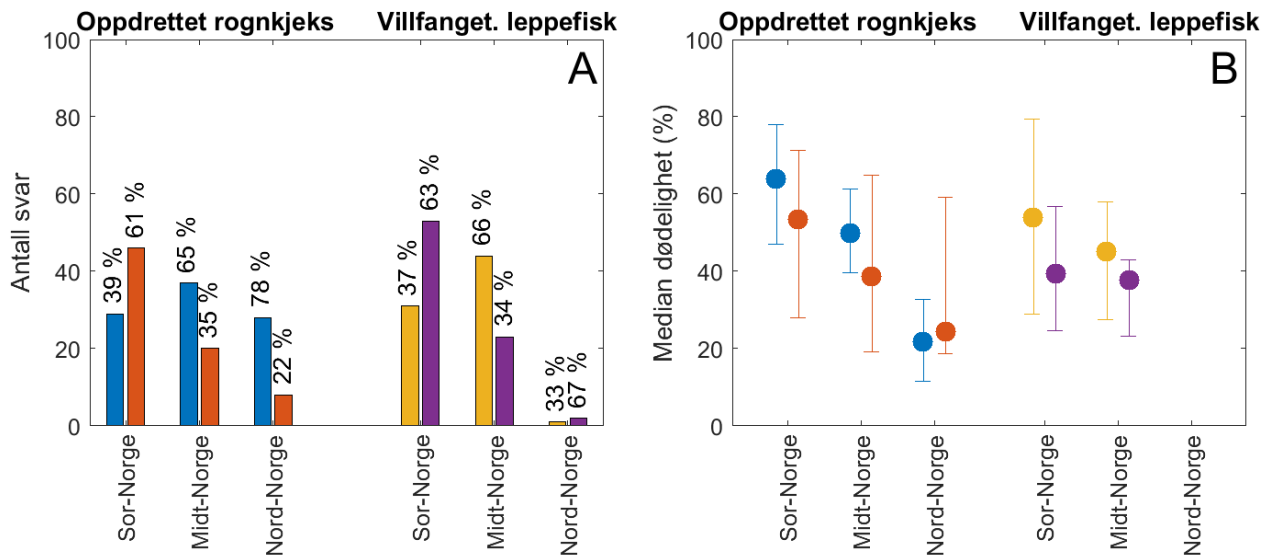 Oppdrettet rognkjeks
Villfanget. leppefisk
A
Antall svar
100
80
60
40
20
0
39 %
61 %
65 %
35 %
78 %
22 %
37 %
63 %
66 %
34 %
33 %
67 %
Sor-Norge
Midt-Norge
Nord-Norge
Sor-Norge
Midt-Norge
Nord-Norge
Oppdrettet rognkjeks
Villfanget. leppefisk
B
Median dødelighet (%)
100
80
60
40
20
0
Sor-Norge
Midt-Norge
Nord-Norge
Sor-Norge
Midt-Norge
Nord-Norge